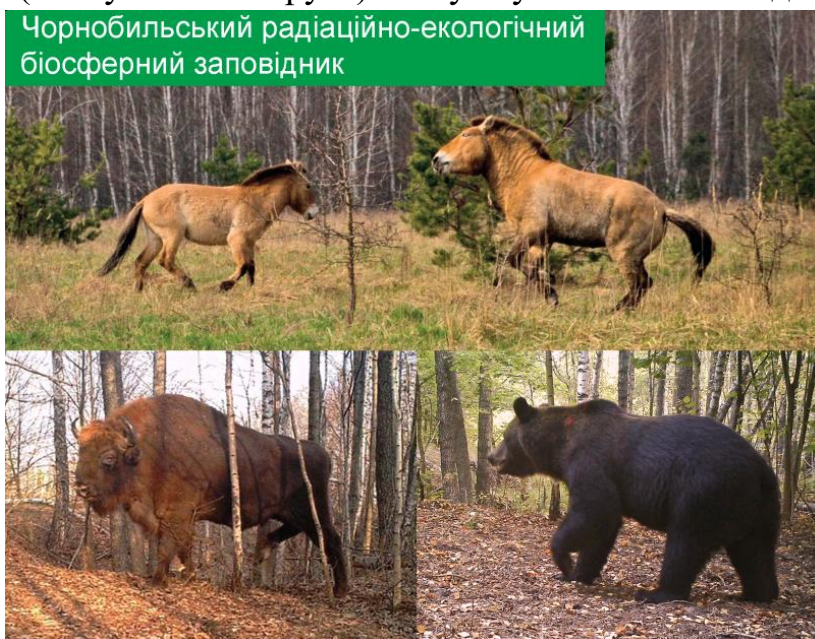 Чорнобильський радіаційно-екологічний
біосферний заповідник